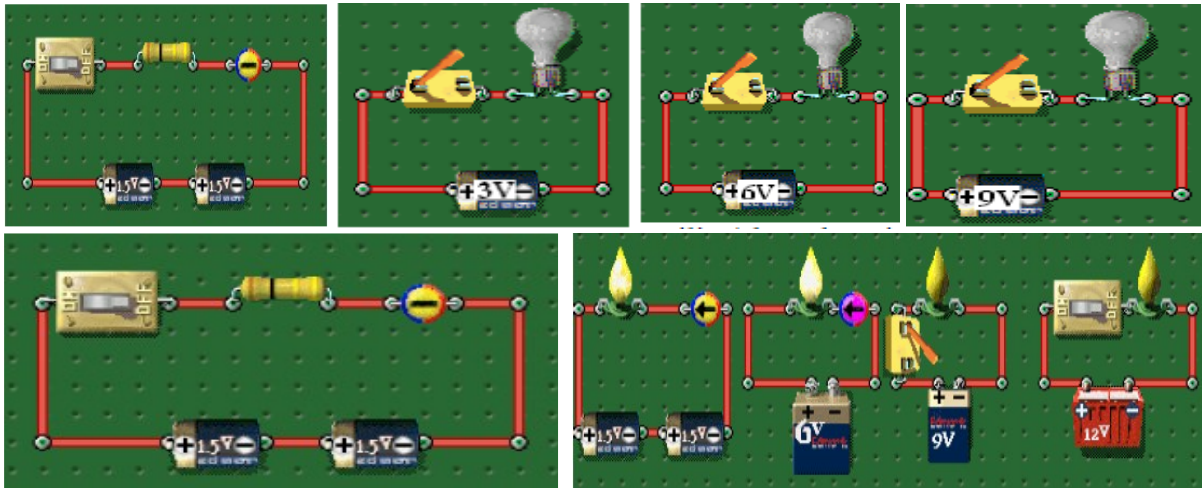 ON OFF
+ 1.5V − + 1.5V −
+ 3V −
+ 6V −
+ 9V −
ON OFF
+ 1.5V − + 1.5V −
+ 1.5V − + 1.5V −
+ −
6V
+ −
9V
ON OFF
+ −
12V